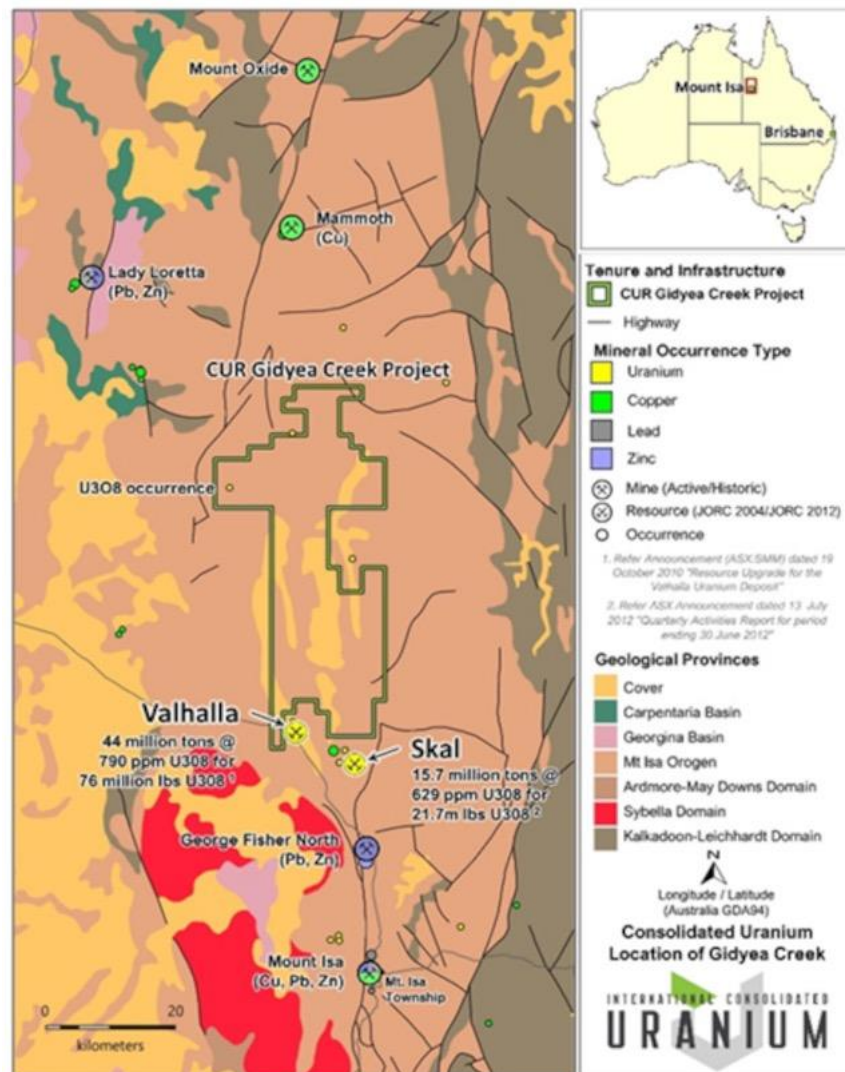 Mount Oxide
Mammoth
(Cu)
Lady Loretta
(Pb, Zn)
CUR Gidyea Creek Project
U3O8 occurrence
Valhalla
44 million tons @
790 ppm U308 for
76 million lbs U308 1
Skal
15.7 million tons @
629 ppm U308 for
21.7m lbs U308 2
George Fisher North
(Pb, Zn)
Mount Isa
(Cu, Pb, Zn)
Mt. Isa
Township
0 20
kilometers
Mount Isa
Brisbane
Tenure and Infrastructure
CUR Gidyea Creek Project
Highway
Mineral Occurrence Type
Uranium
Copper
Lead
Zinc
Mine (Active/Historic)
Resource (JORC 2004/JORC 2012)
Occurrence
1. Refer Announcement (ASX:SMM) dated 19
October 2010 "Resource Upgrade for the
Valhalla Uranium Deposit"
2. Refer ASX Announcement dated 13 July
2012 "Quarterly Activities Report for period
ending 30 June 2012"
Geological Provinces
Cover
Carpentaria Basin
Georgina Basin
Mt Isa Orogen
Ardmore-May Downs Domain
Sybella Domain
Kalkadoon-Leichhardt Domain
N
Longitude / Latitude
(Australia GDA94)
Consolidated Uranium
Location of Gidyea Creek
INTERNATIONAL CONSOLIDATED
URANIUM